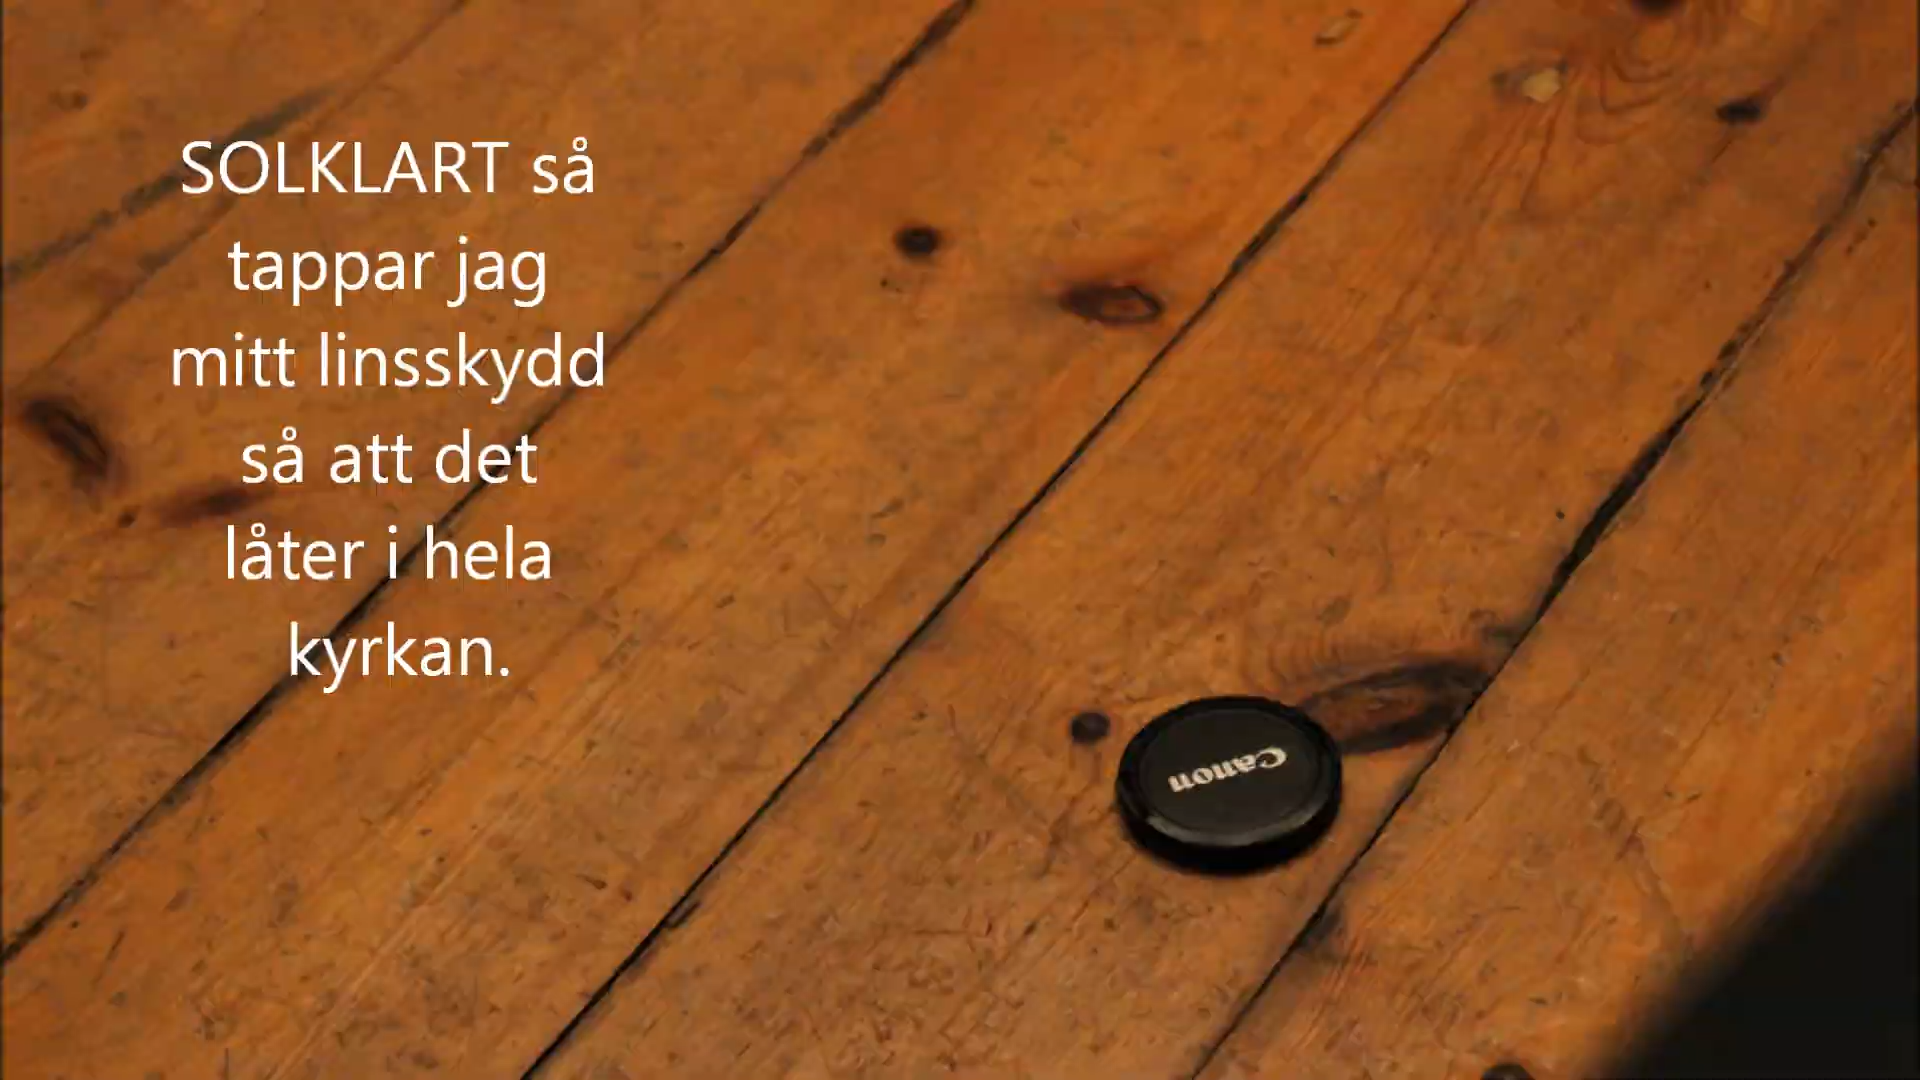 SOLKLART så
tappar jag
mitt linsskydd
så att det
låter i hela
kyrkan.
Canon